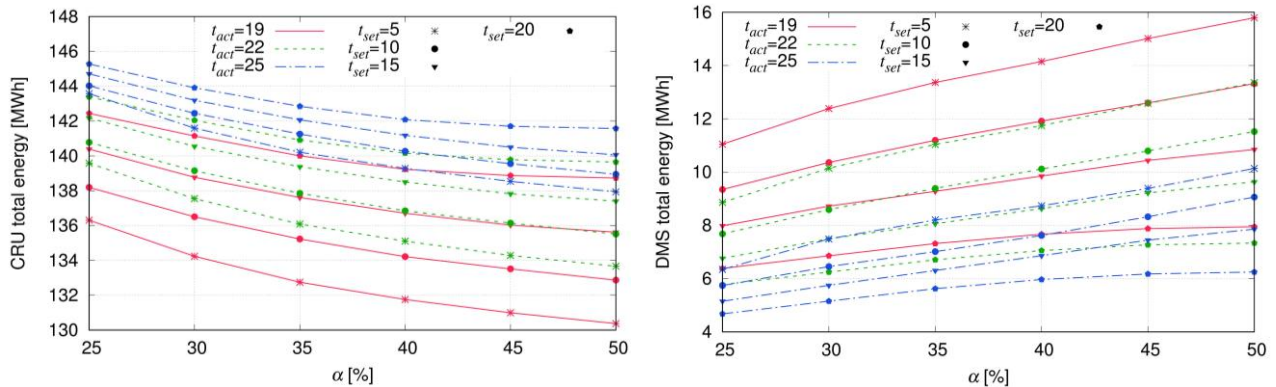 148
146
144
142
140
138
136
134
132
130
CRU total energy [MWh]
t_act=19 t_set=5 t_set=20
t_act=22 t_set=10
t_act=25 t_set=15
25 30 35 40 45 50
α [%]
16
14
12
10
8
6
4
DMS total energy [MWh]
t_act=19 t_set=5 t_set=20
t_act=22 t_set=10
t_act=25 t_set=15
25 30 35 40 45 50
α [%]